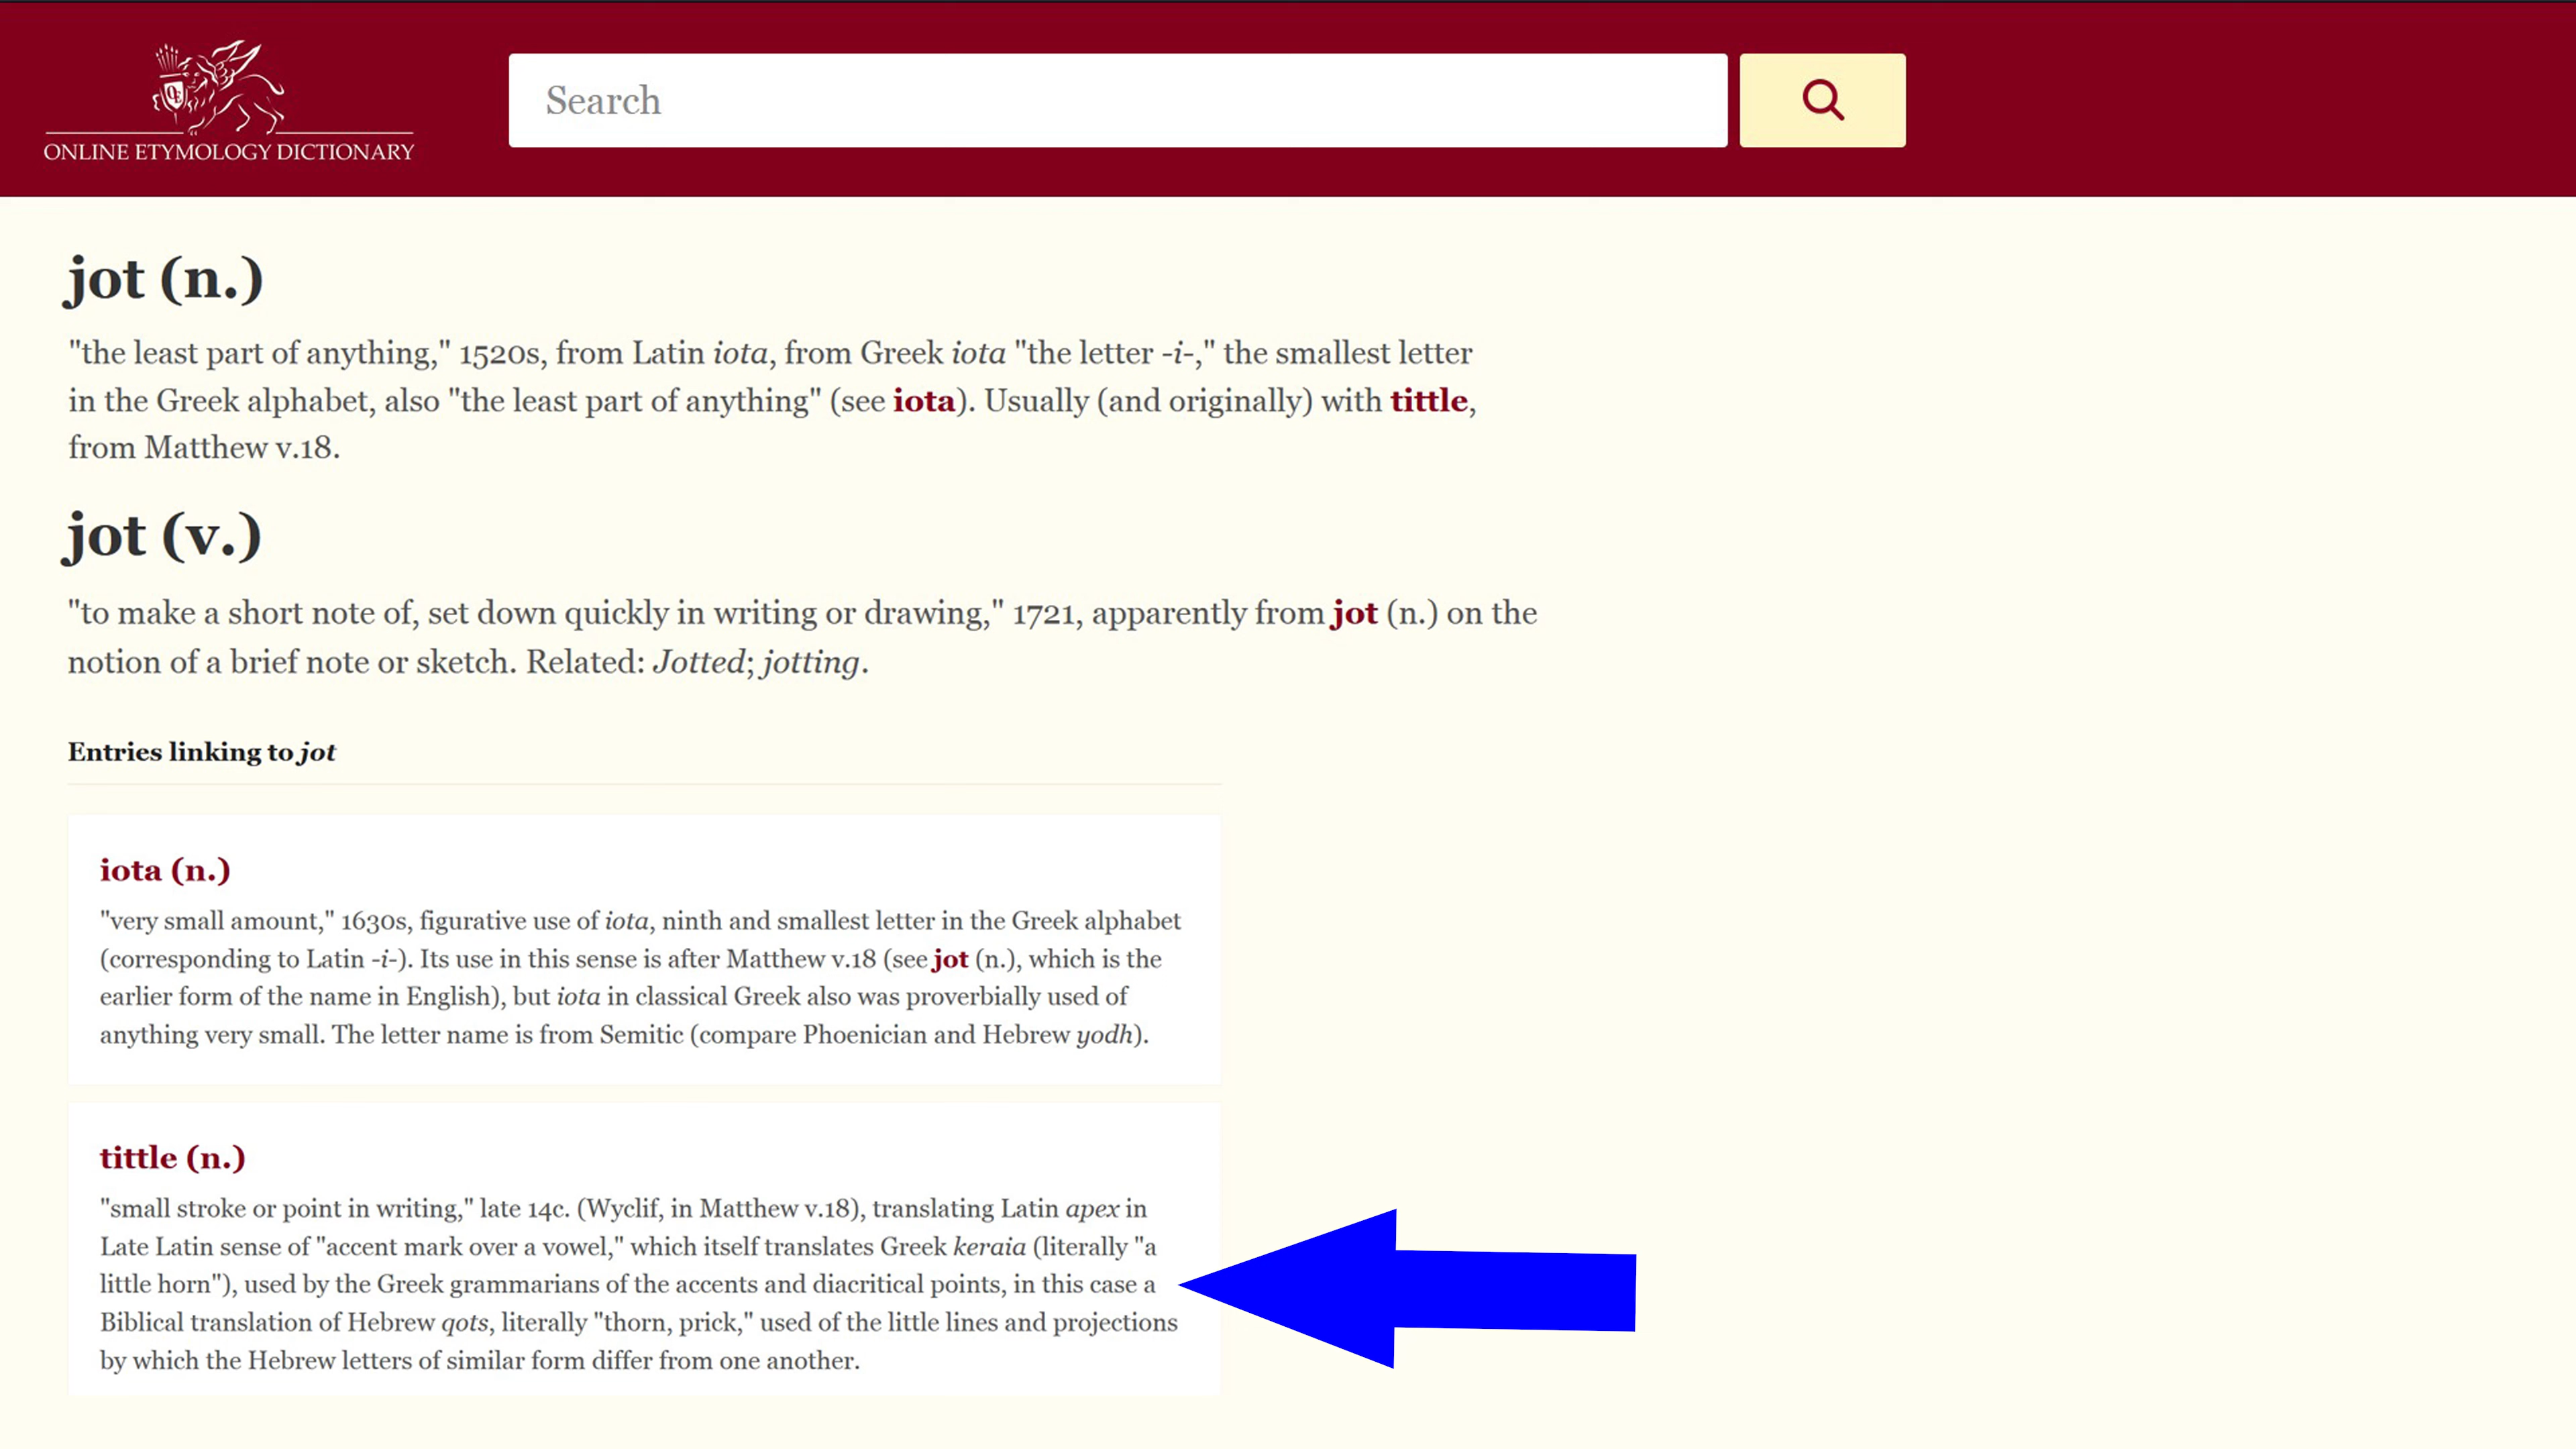 ONLINE ETYMOLOGY DICTIONARY
Search
jot (n.)
"the least part of anything," 1520s, from Latin iota, from Greek iota "the letter -i-," the smallest letter
in the Greek alphabet, also "the least part of anything" (see iota). Usually (and originally) with tittle,
from Matthew v.18.
jot (v.)
"to make a short note of, set down quickly in writing or drawing," 1721, apparently from jot (n.) on the
notion of a brief note or sketch. Related: Jotted; jotting.
Entries linking to jot
iota (n.)
"very small amount," 1630s, figurative use of iota, ninth and smallest letter in the Greek alphabet
(corresponding to Latin -i-). Its use in this sense is after Matthew v.18 (see jot (n.), which is the
earlier form of the name in English), but iota in classical Greek also was proverbially used of
anything very small. The letter name is from Semitic (compare Phoenician and Hebrew yodh).
tittle (n.)
"small stroke or point in writing," late 14c. (Wyclif, in Matthew v.18), translating Latin apex in
Late Latin sense of "accent mark over a vowel," which itself translates Greek keraia (literally "a
little horn"), used by the Greek grammarians of the accents and diacritical points, in this case a
Biblical translation of Hebrew qots, literally "thorn, prick," used of the little lines and projections
by which the Hebrew letters of similar form differ from one another.